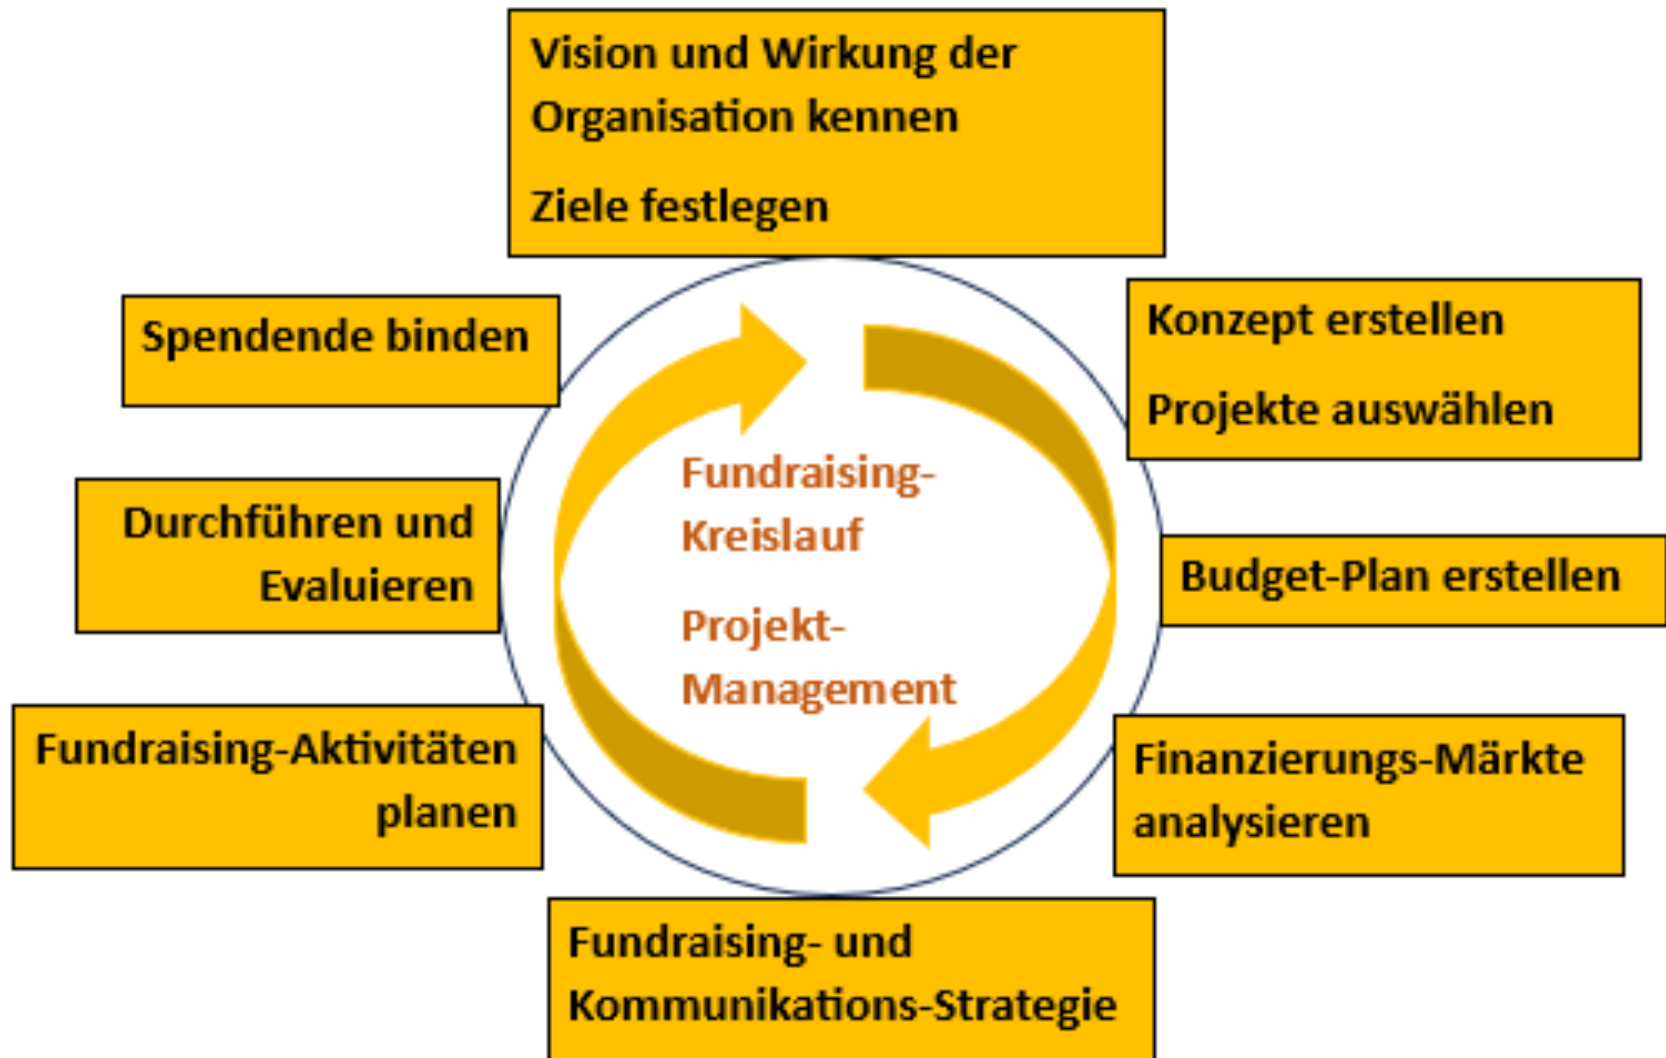 Vision und Wirkung der
Organisation kennen
Ziele festlegen
Konzept erstellen
Projekte auswählen
Budget-Plan erstellen
Finanzierungs-Märkte
analysieren
Fundraising- und
Kommunikations-Strategie
Fundraising-Aktivitäten
planen
Durchführen und
Evaluieren
Spendende binden
Fundraising-
Kreislauf
Projekt-
Management